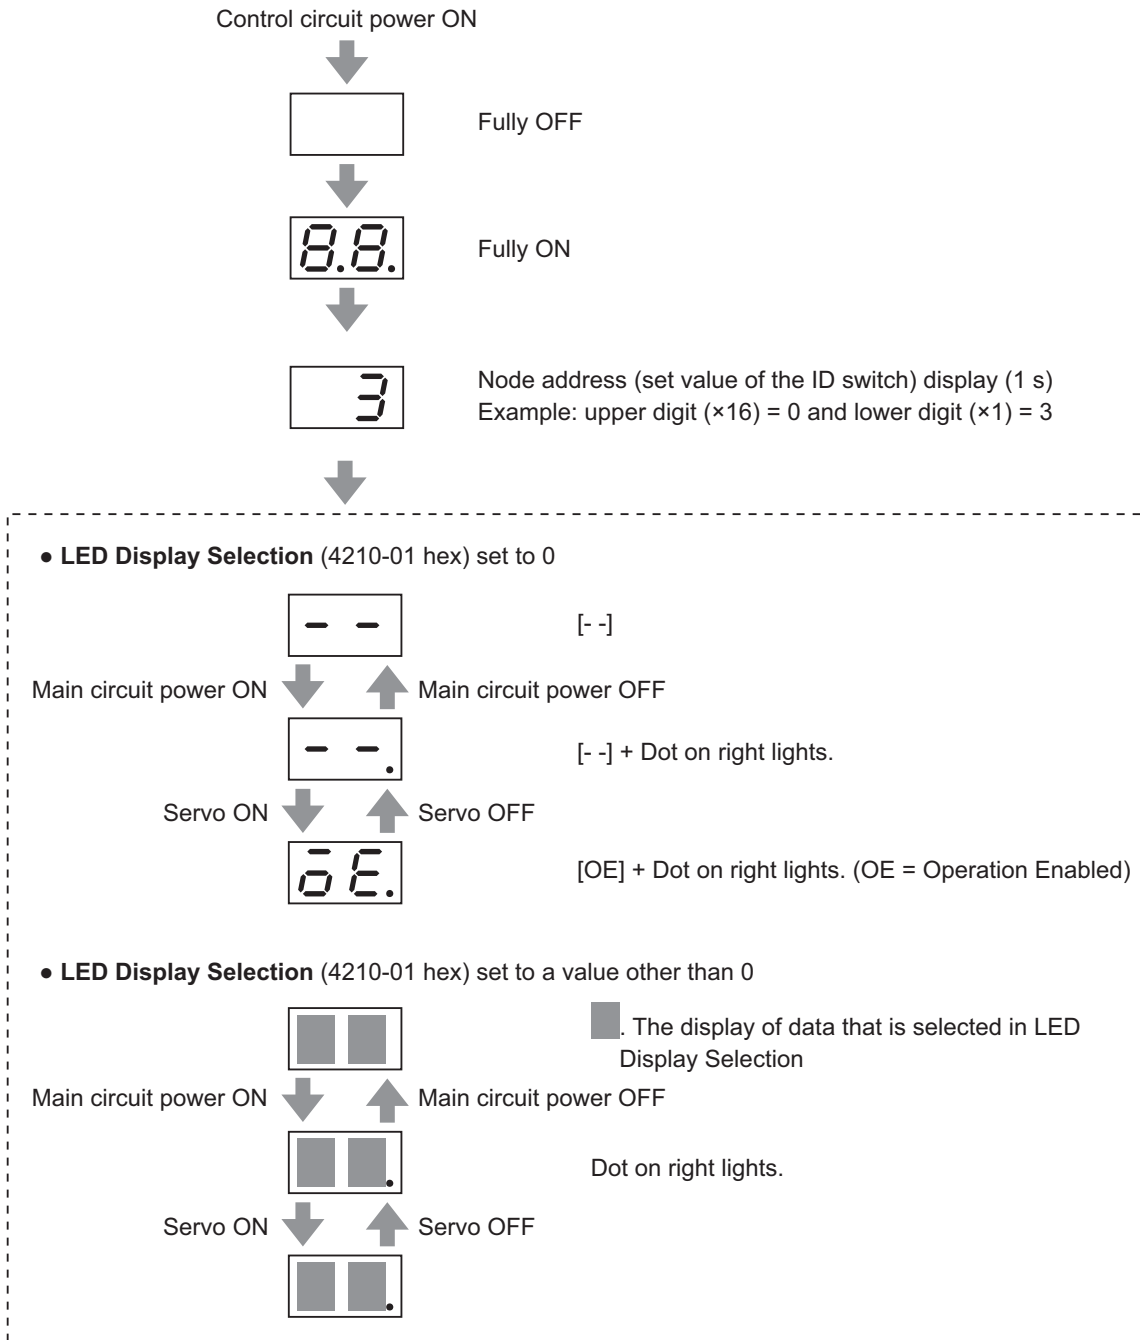 Control circuit power ON
Fully OFF
8.8.
Fully ON
3
Node address (set value of the ID switch) display (1 s)
Example: upper digit (×16) = 0 and lower digit (×1) = 3
● LED Display Selection (4210-01 hex) set to 0
- -
[- -]
Main circuit power ON
Main circuit power OFF
- -.
[- -] + Dot on right lights.
Servo ON
Servo OFF
ōE.
[OE] + Dot on right lights. (OE = Operation Enabled)
● LED Display Selection (4210-01 hex) set to a value other than 0
. The display of data that is selected in LED
Display Selection
Main circuit power ON
Main circuit power OFF
Dot on right lights.
Servo ON
Servo OFF